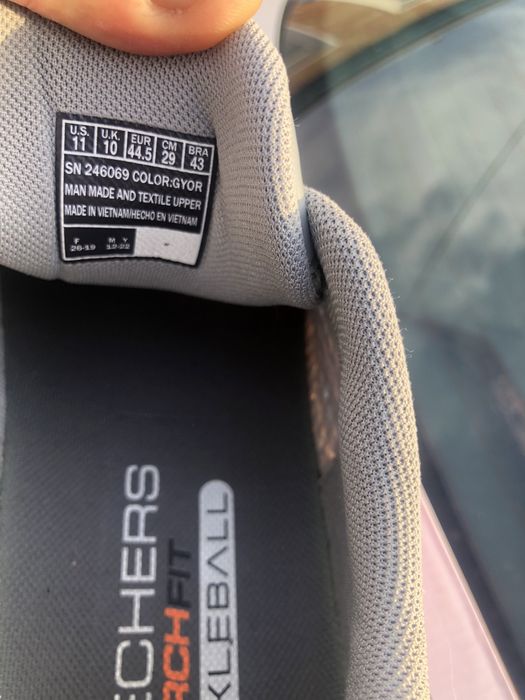 U.S. U.K. EUR CM BRA
11 10 44.5 29 43
SN 246069 COLOR:GYOR
MAN MADE AND TEXTILE UPPER
MADE IN VIETNAM/HECHO EN VIETNAM
F M Y
26-19 12-22
ECHERS
RCHFIT
KLEBALL